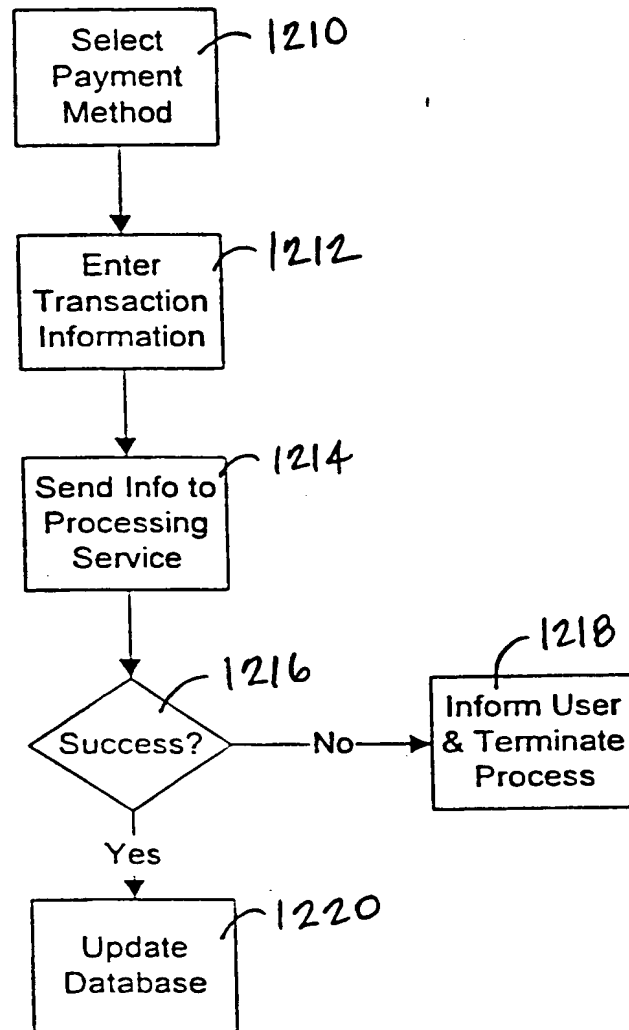 Select
Payment
Method
1210
Enter
Transaction
Information
1212
Send Info to
Processing
Service
1214
Success?
1216
No
Inform User
& Terminate
Process
1218
Yes
Update
Database
1220